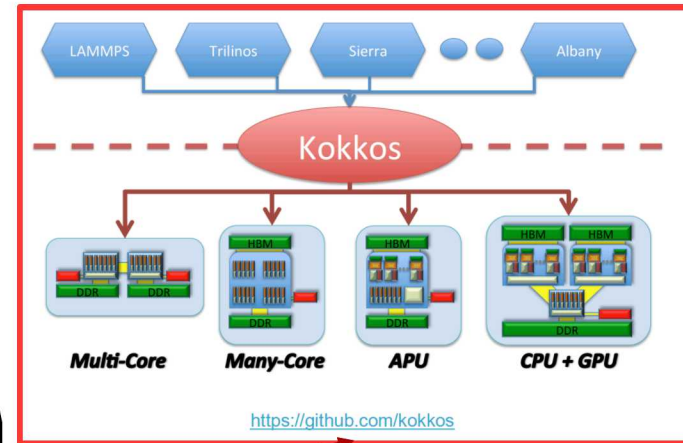 LAMMPS Trilinos Sierra Albany
Kokkos
HBM HBM HBM HBM
DDR DDR DDR DDR DDR
Multi-Core Many-Core APU CPU + GPU
https://github.com/kokkos